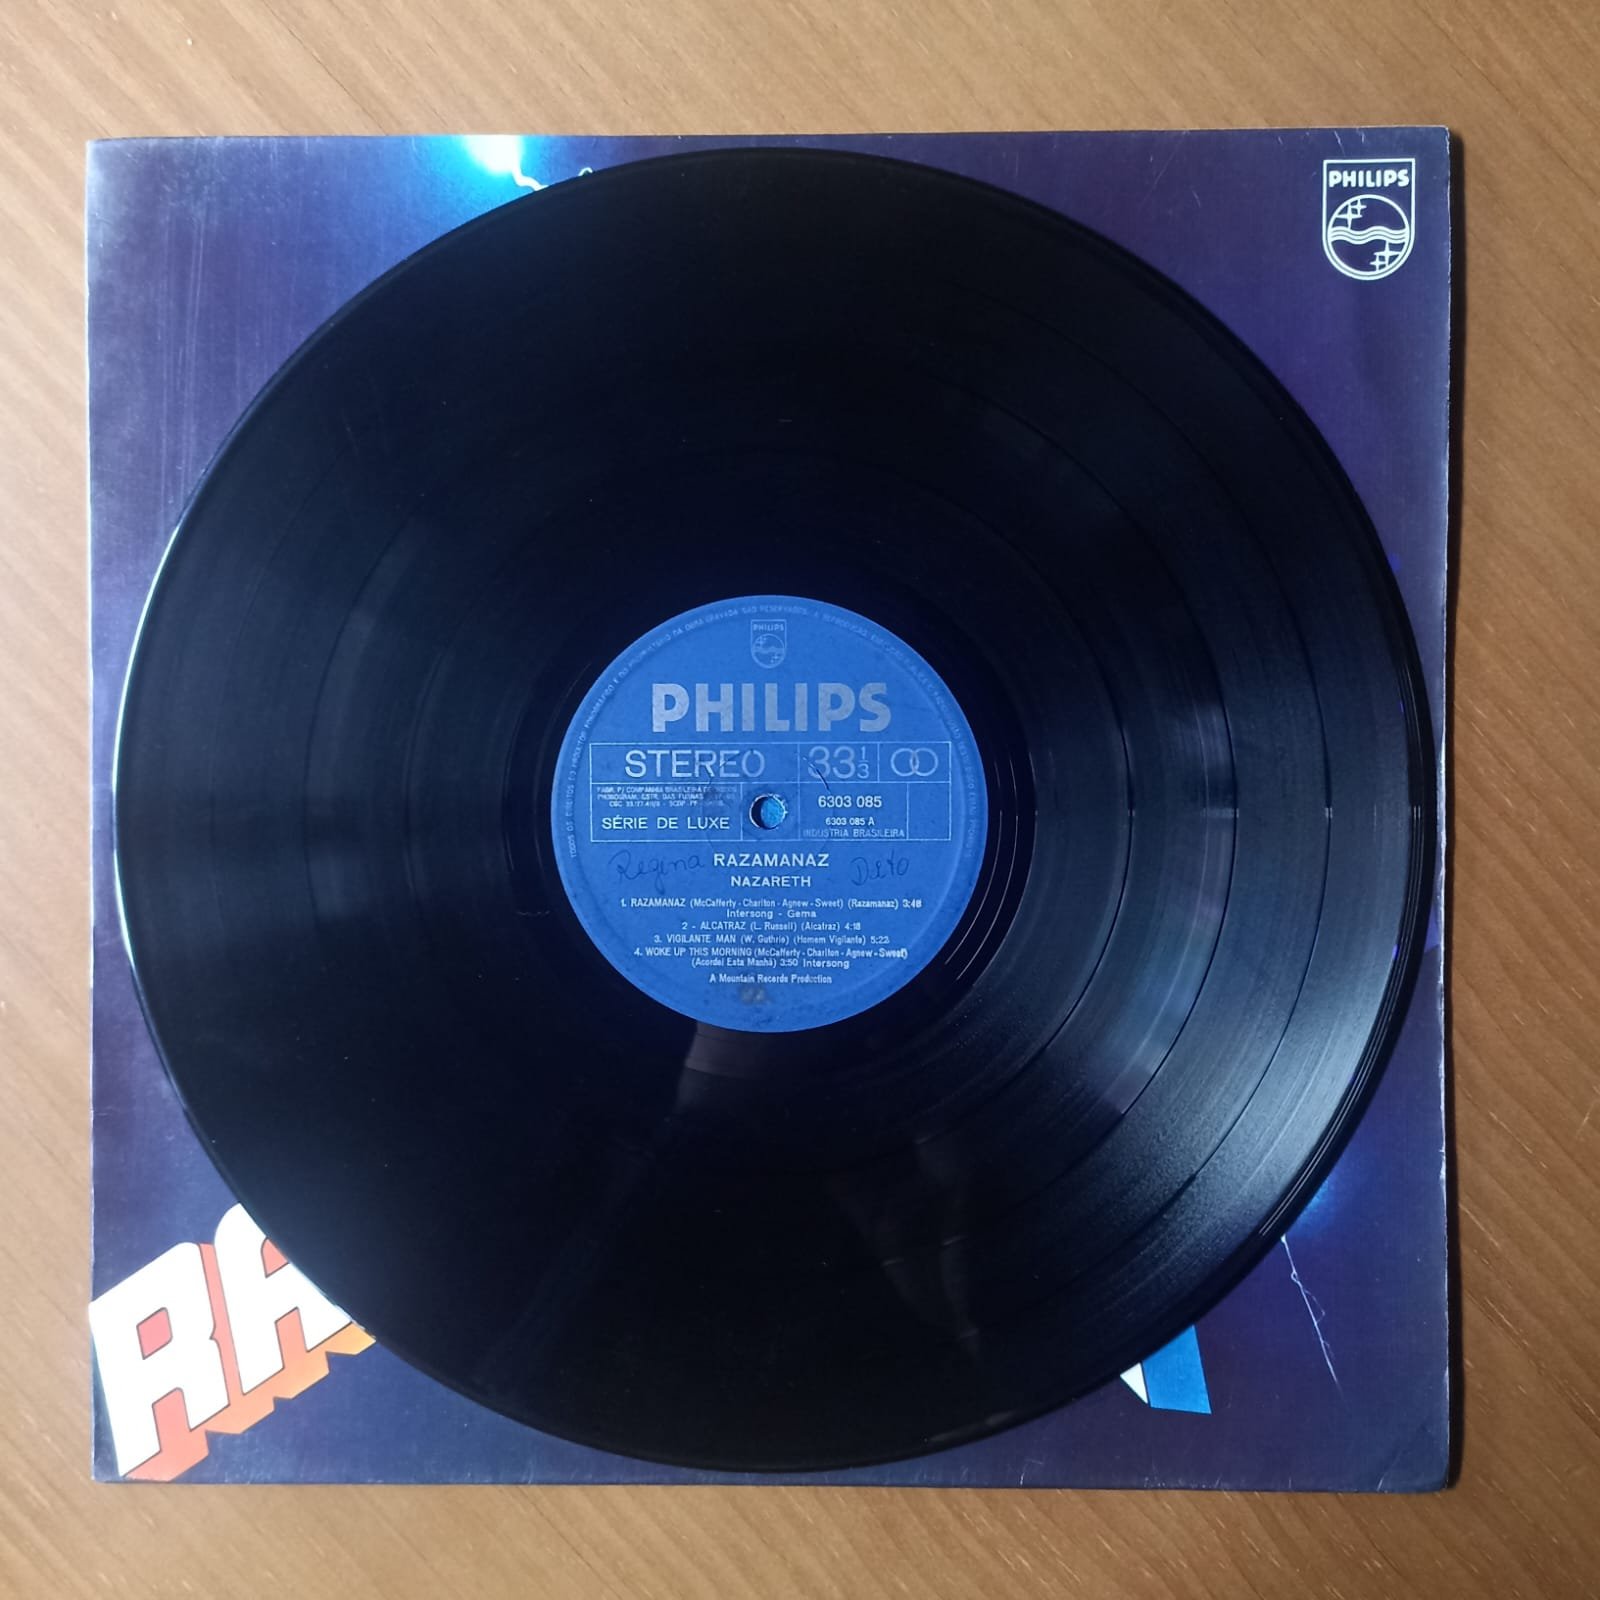 PHILIPS
PHILIPS
PHILIPS
STEREO 33 1/3
6303 085
6303 085 A
SÉRIE DE LUXE
INDÚSTRIA BRASILEIRA
Regina RAZAMANAZ
NAZARETH
1. RAZAMANAZ (McCafferty - Charlton - Agnew - Sweet) (Razamanaz) 3:48
Intersong - Gema
2 - ALCATRAZ (L. Russell) (Alcatraz) 4:18
3. VIGILANTE MAN (W. Guthrie) (Homem Vigilante) 5:22
4. WOKE UP THIS MORNING (McCafferty - Charlton - Agnew - Sweet)
(Acordei Esta Manhã) 3:50 Intersong
A Mountain Records Production
RA